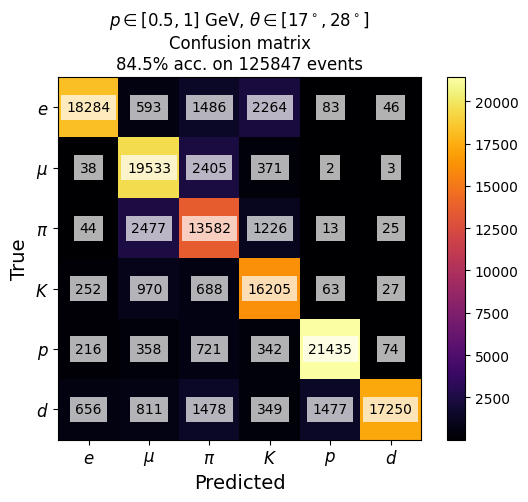 p ∈ [0.5, 1] GeV, θ ∈ [17°, 28°]
Confusion matrix
84.5% acc. on 125847 events
e 18284 593 1486 2264 83 46
μ 38 19533 2405 371 2 3
π 44 2477 13582 1226 13 25
K 252 970 688 16205 63 27
p 216 358 721 342 21435 74
d 656 811 1478 349 1477 17250
e μ π K p d
True
Predicted
20000
17500
15000
12500
10000
7500
5000
2500